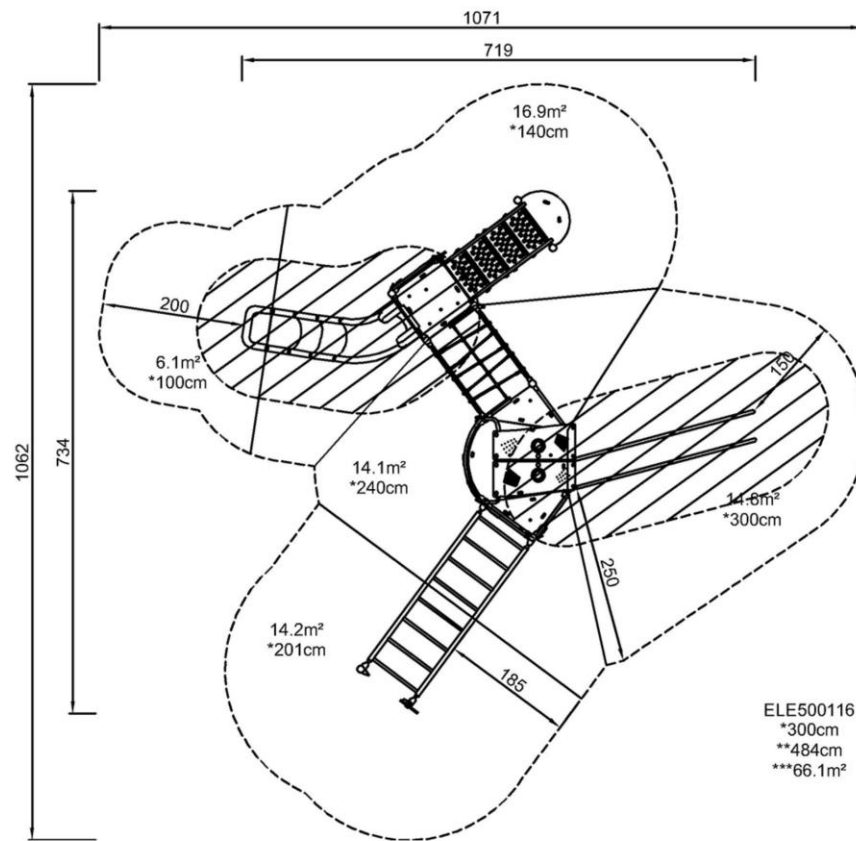 1071
719
16.9m²
*140cm
200
6.1m²
*100cm
150
1062
734
14.1m²
*240cm
14.8m²
*300cm
250
14.2m²
*201cm
185
ELE500116
*300cm
**484cm
***66.1m²